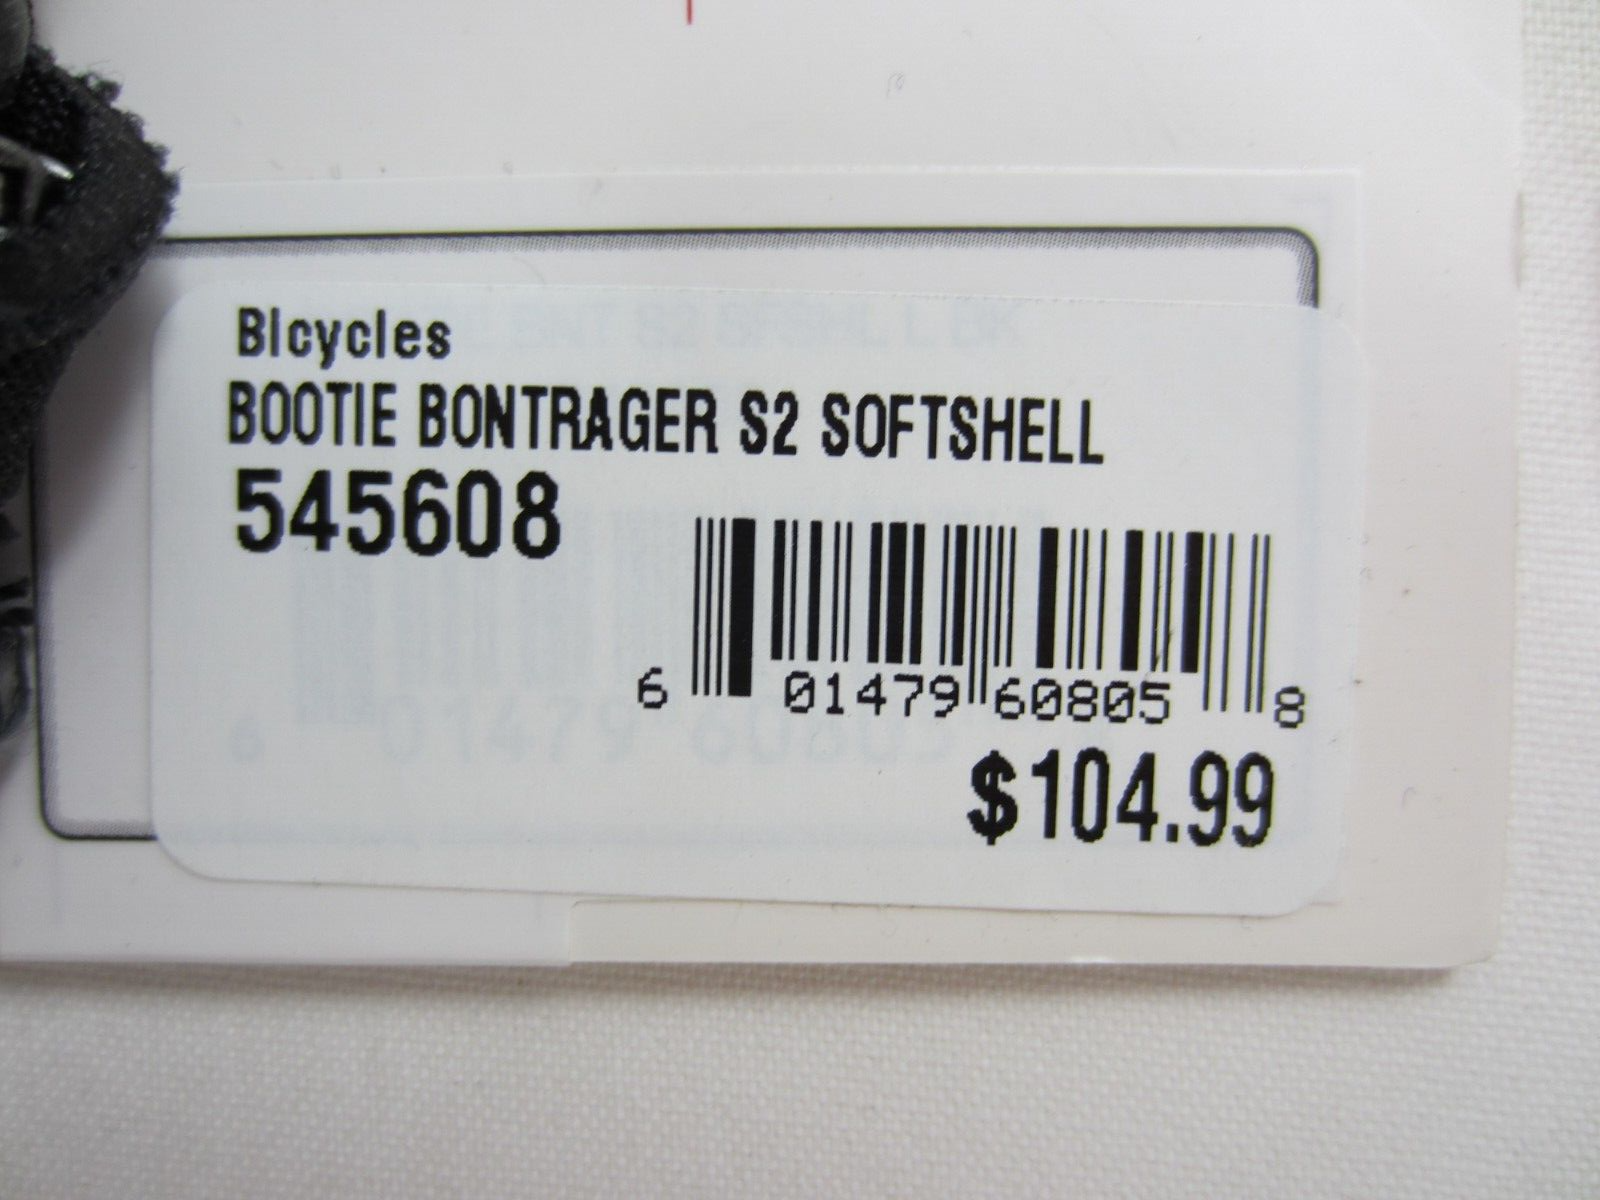 BIcycles
BOOTIE BONTRAGER S2 SOFTSHELL
545608
6 01479 60805 8
$104.99